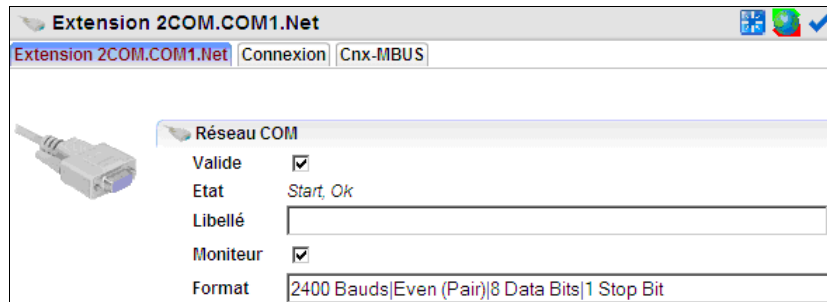 Extension 2COM.COM1.Net
Extension 2COM.COM1.Net Connexion Cnx-MBUS
Réseau COM
Valide
Etat Start, Ok
Libellé
Moniteur
Format 2400 Bauds|Even (Pair)|8 Data Bits|1 Stop Bit